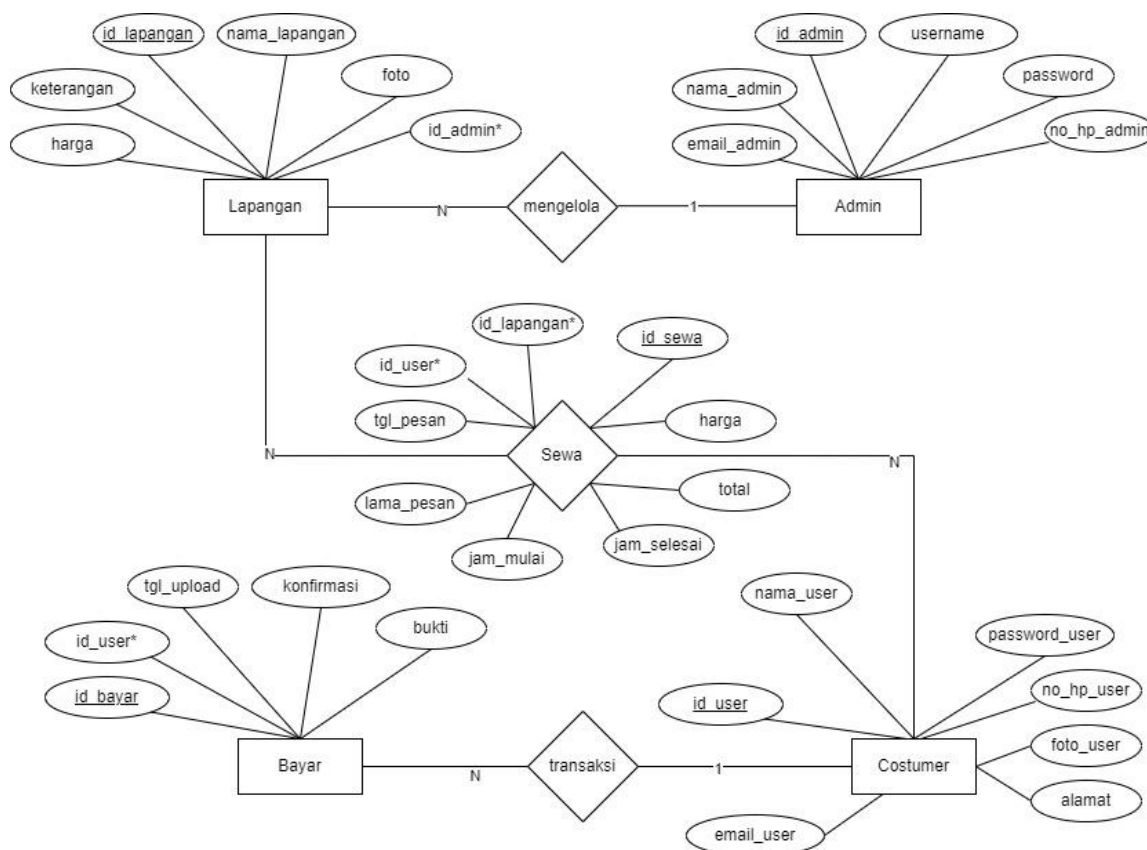 id_lapangan
nama_lapangan
id_admin
username
keterangan
foto
nama_admin
password
harga
id_admin*
email_admin
no_hp_admin
Lapangan
N
mengelola
1
Admin
id_lapangan*
id_sewa
id_user*
tgl_pesan
harga
N
Sewa
N
lama_pesan
total
jam_mulai
jam_selesai
tgl_upload
konfirmasi
nama_user
id_user*
bukti
password_user
id_bayar
id_user
no_hp_user
Bayar
N
transaksi
1
Costumer
foto_user
alamat
email_user